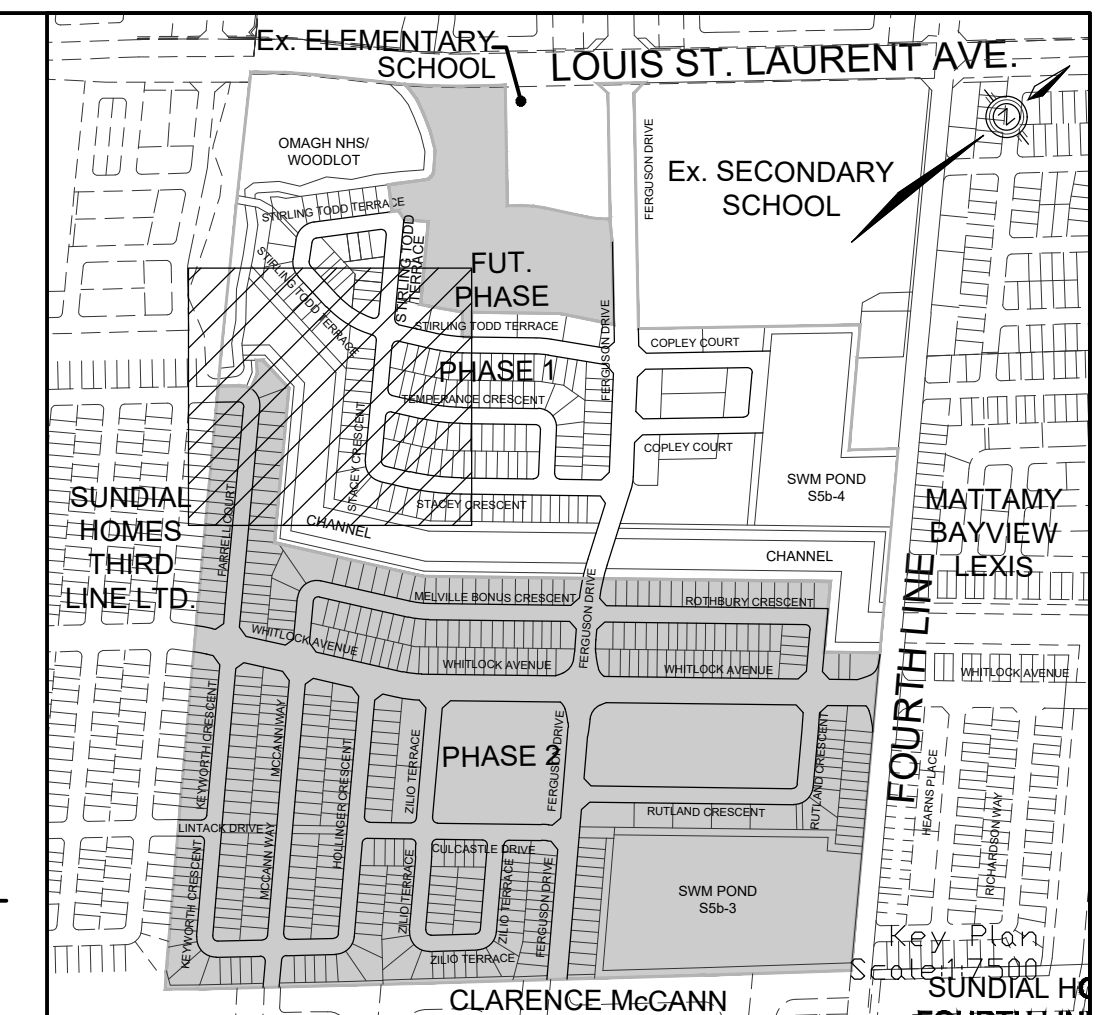 Ex. ELEMENTARY
SCHOOL
LOUIS ST. LAURENT AVE.
OMAGH NHS/
WOODLOT
FERGUSON DRIVE
Ex. SECONDARY
SCHOOL
STIRLING TODD TERRACE
STIRLING TODD
TERRACE
STIRLING TODD TERRACE
FUT.
PHASE
STIRLING TODD TERRACE
FERGUSON DRIVE
COPLEY COURT
PHASE 1
TEMPERANCE CRESCENT
STACEY CRESCENT
COPLEY COURT
SWM POND
S5b-4
SUNDIAL
HOMES
THIRD
LINE LTD.
MATTAMY
BAYVIEW
LEXIS
STACEY CRESCENT
CHANNEL
CHANNEL
FARRELL COURT
FERGUSON DRIVE
MELVILLE BONUS CRESCENT
ROTHBURY CRESCENT
FOURTH LINE
WHITLOCK AVENUE
WHITLOCK AVENUE
WHITLOCK AVENUE
WHITLOCK AVENUE
KEYWORTH CRESCENT
MCCANN WAY
HOLLINGER CRESCENT
ZILIO TERRACE
PHASE 2
FERGUSON DRIVE
RUTLAND CRESCENT
RUTLAND CRESCENT
HEARNS PLACE
RICHARDSON WAY
LINTACK DRIVE
CULCASTLE DRIVE
KEYWORTH CRESCENT
MCCANN WAY
ZILIO TERRACE
ZILIO TERRACE
FERGUSON DRIVE
SWM POND
S5b-3
ZILIO TERRACE
Key Plan
Scale:1:7500
CLARENCE McCANN
SUNDIAL HO
FOURTH LIN